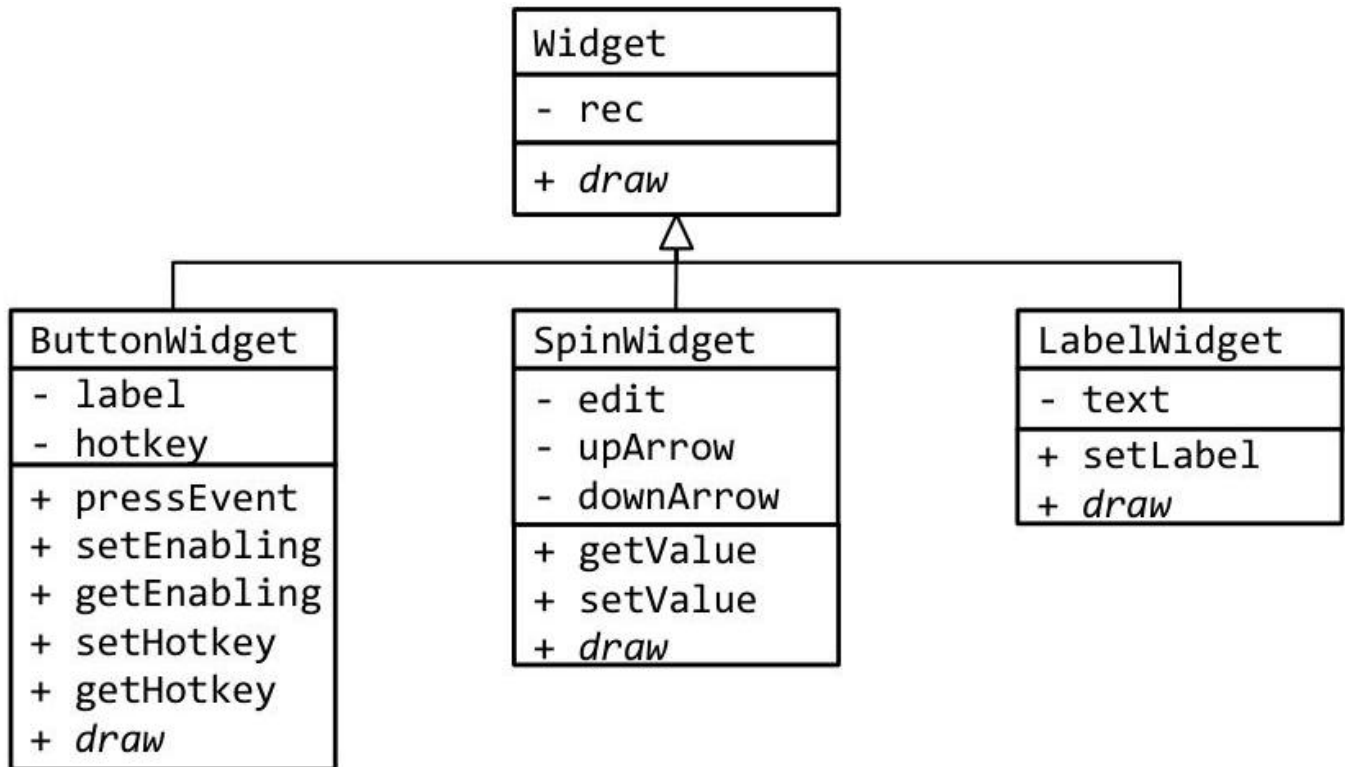 Widget
- rec
+ draw
ButtonWidget
- label
- hotkey
+ pressEvent
+ setEnabling
+ getEnabling
+ setHotkey
+ getHotkey
+ draw
SpinWidget
- edit
- upArrow
- downArrow
+ getValue
+ setValue
+ draw
LabelWidget
- text
+ setLabel
+ draw